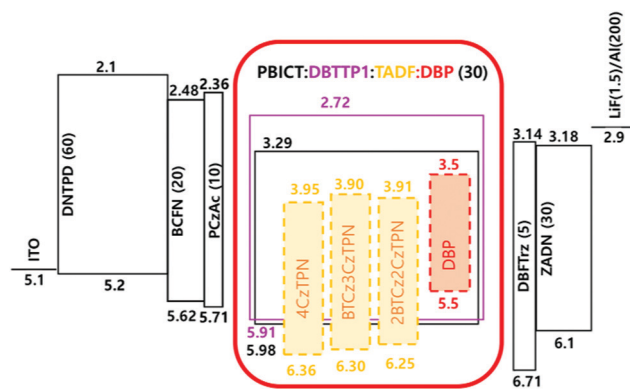 PBICT:DBTTP1:TADF:DBP (30)
ITO
5.1
2.1
DNTPD (60)
5.2
2.48
BCFN (20)
5.62
2.36
PCzAc (10)
5.71
2.72
5.91
3.29
5.98
3.95
4CzTPN
6.36
3.90
BTCz3CzTPN
6.30
3.91
2BTCz2CzTPN
6.25
3.5
DBP
5.5
3.14
DBFTrz (5)
6.71
3.18
ZADN (30)
6.1
LiF(1.5)/Al(200)
2.9